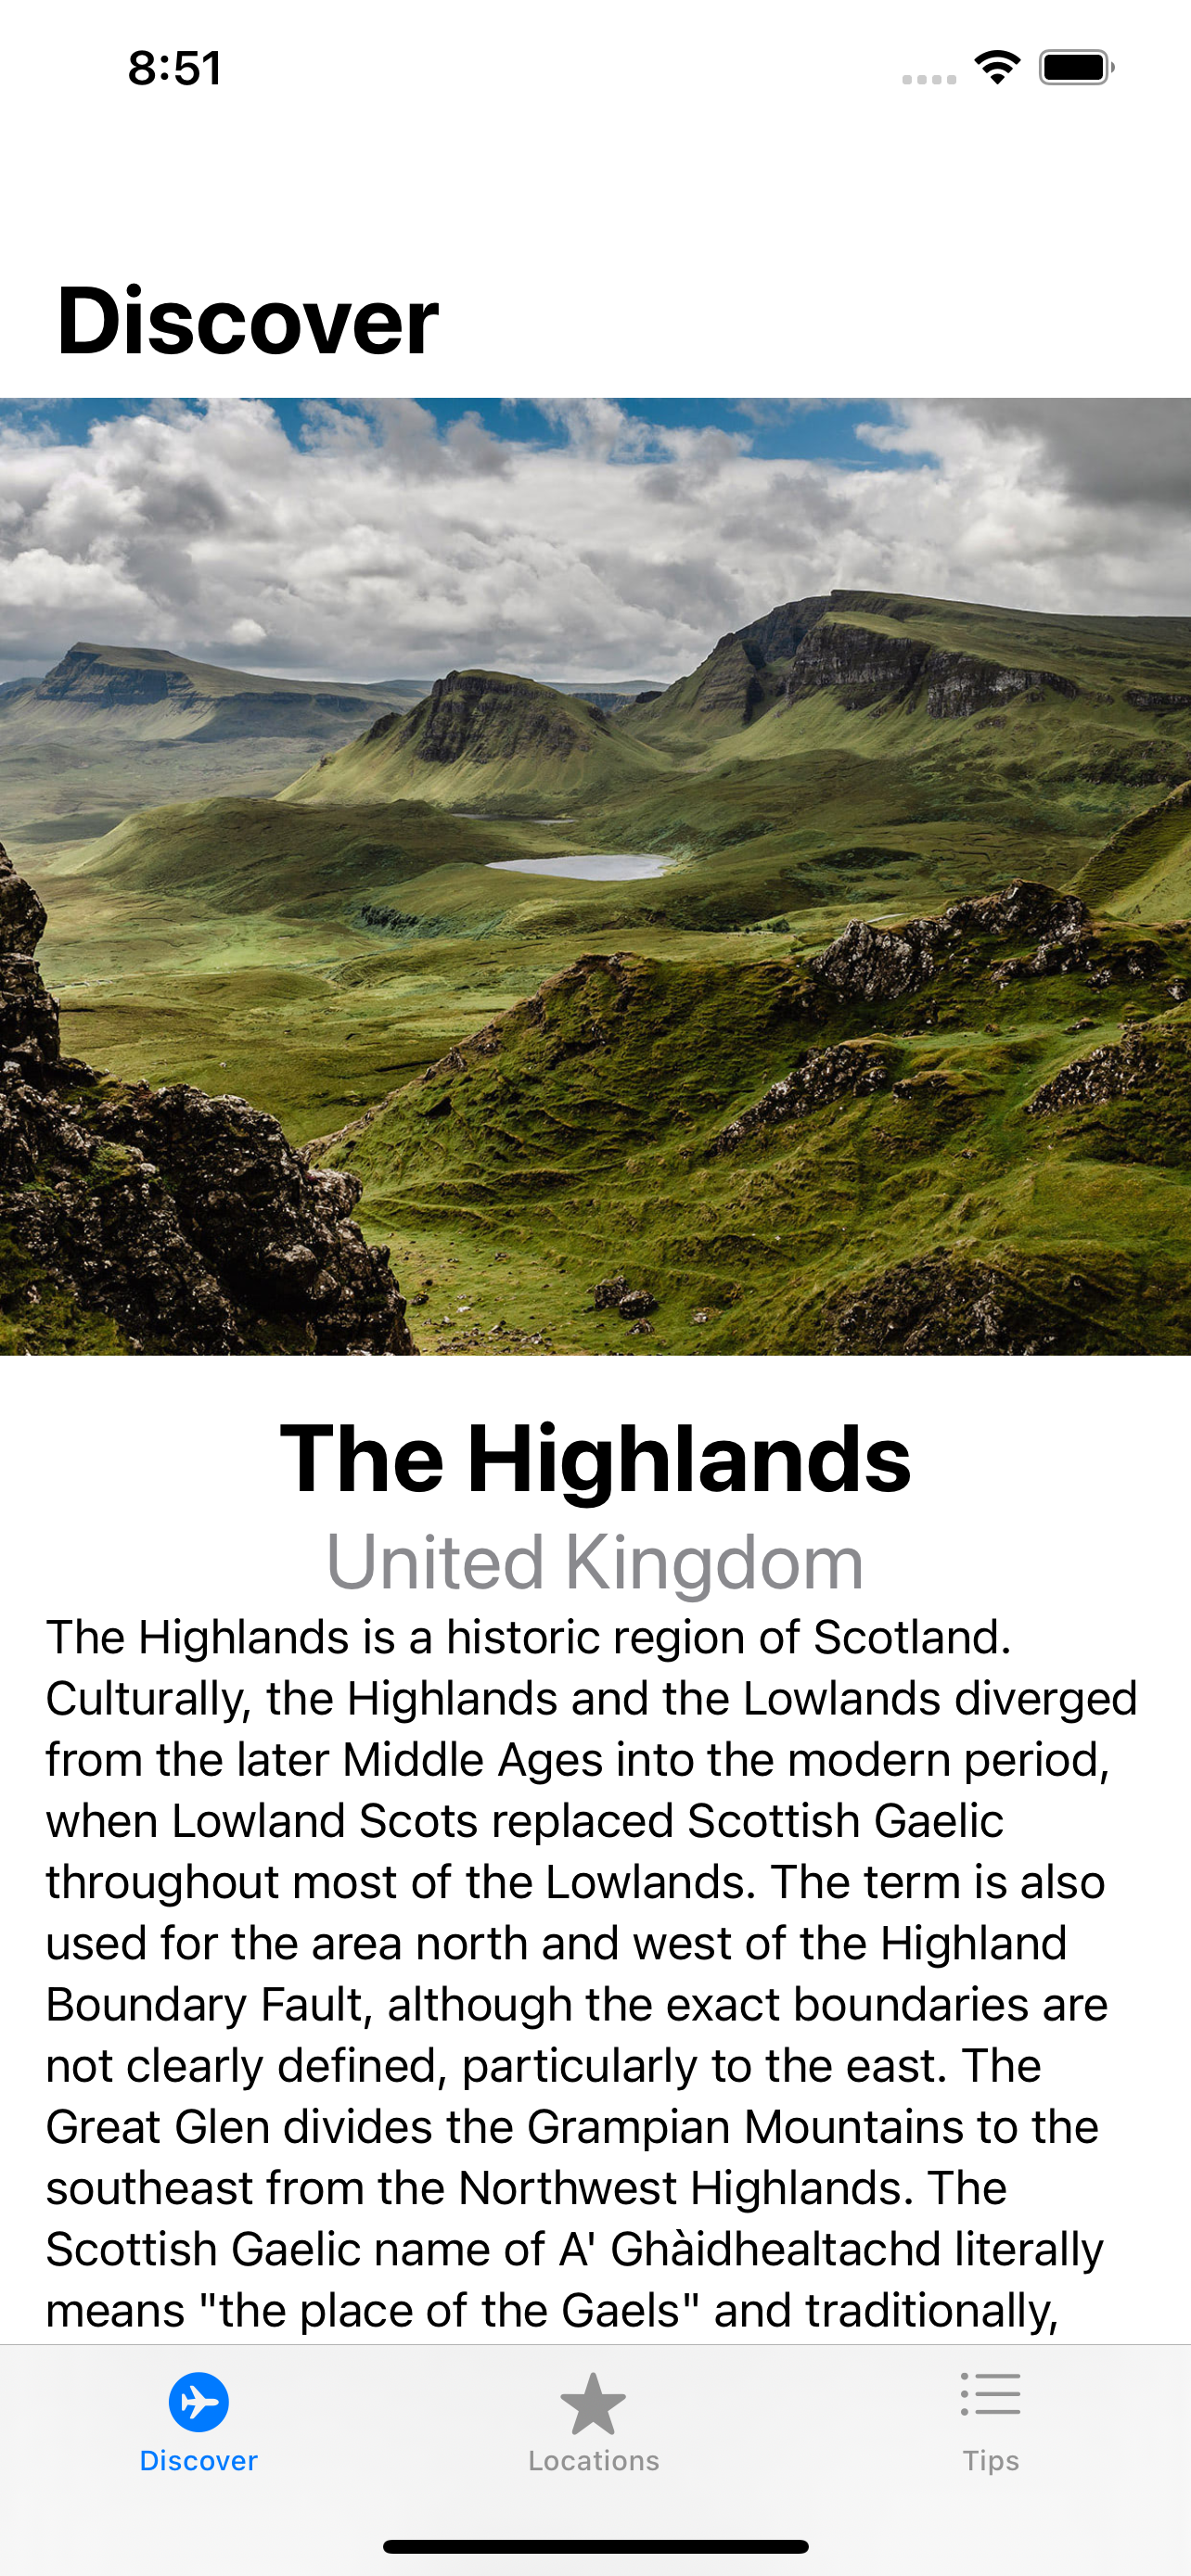 8:51
Discover
The Highlands
United Kingdom
The Highlands is a historic region of Scotland.
Culturally, the Highlands and the Lowlands diverged
from the later Middle Ages into the modern period,
when Lowland Scots replaced Scottish Gaelic
throughout most of the Lowlands. The term is also
used for the area north and west of the Highland
Boundary Fault, although the exact boundaries are
not clearly defined, particularly to the east. The
Great Glen divides the Grampian Mountains to the
southeast from the Northwest Highlands. The
Scottish Gaelic name of A' Ghàidhealtachd literally
means "the place of the Gaels" and traditionally,
Discover
Locations
Tips